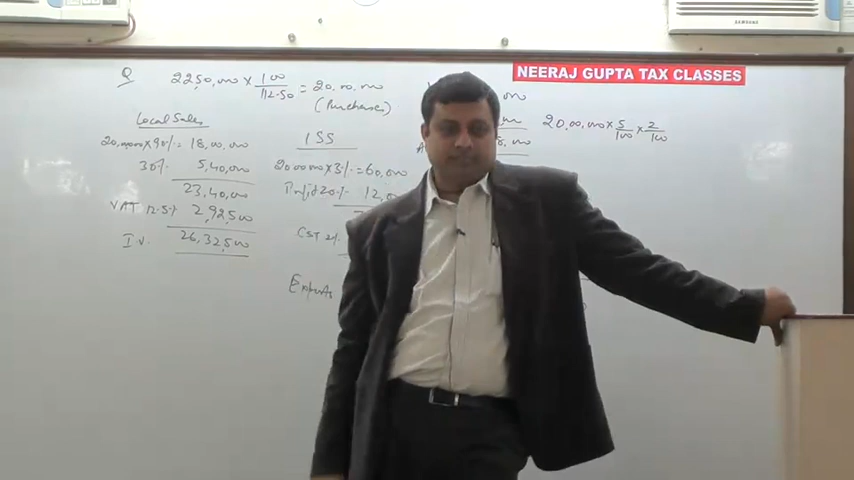 SAMSUNG
NEERAJ GUPTA TAX CLASSES
Q 2250,000 × 100/112.50 = 20,00,000
(Purchases)
Local Sales
20,00,000×90% = 18,00,000
30% 5,40,000
23,40,000
VAT 12.5% 2,92,500
I.V. 26,32,500
ISS
20,00,000×3% = 60,000
Profit 20% 12,0
CST 2%
Exports
20,00,000 × 5/100 × 2/100